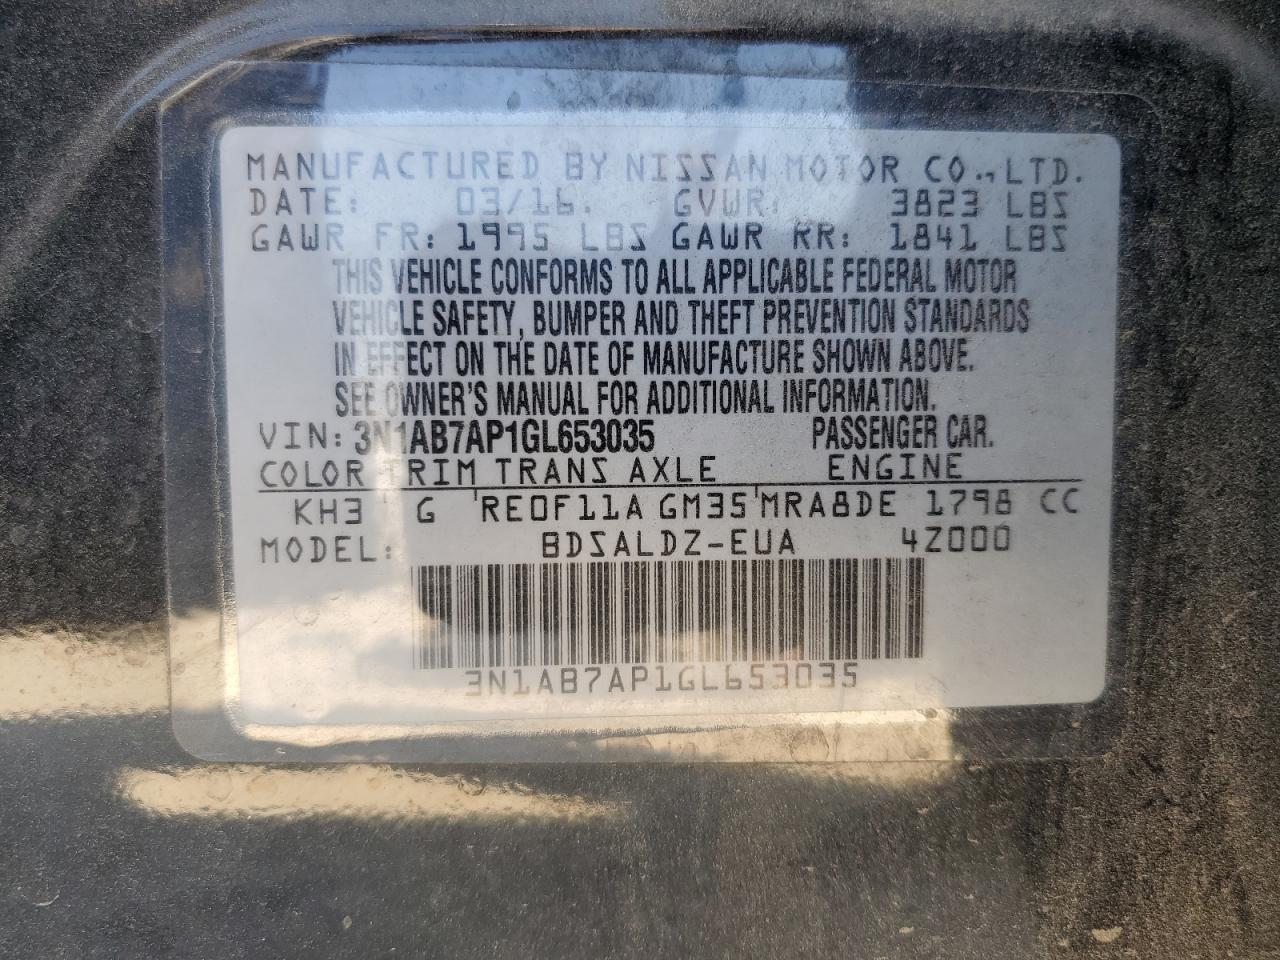 MANUFACTURED BY NISSAN MOTOR CO., LTD.
DATE: 03/16. GVWR: 3823 LBS
GAWR FR: 1995 LBS GAWR RR: 1841 LBS
THIS VEHICLE CONFORMS TO ALL APPLICABLE FEDERAL MOTOR
VEHICLE SAFETY, BUMPER AND THEFT PREVENTION STANDARDS
IN EFFECT ON THE DATE OF MANUFACTURE SHOWN ABOVE.
SEE OWNER'S MANUAL FOR ADDITIONAL INFORMATION.
VIN: 3N1AB7AP1GL653035 PASSENGER CAR.
COLOR TRIM TRANS AXLE ENGINE
KH3 G RE0F11A GM35 MRA8DE 1798 CC
MODEL: BDSALDZ-EUA 4Z000
3N1AB7AP1GL653035